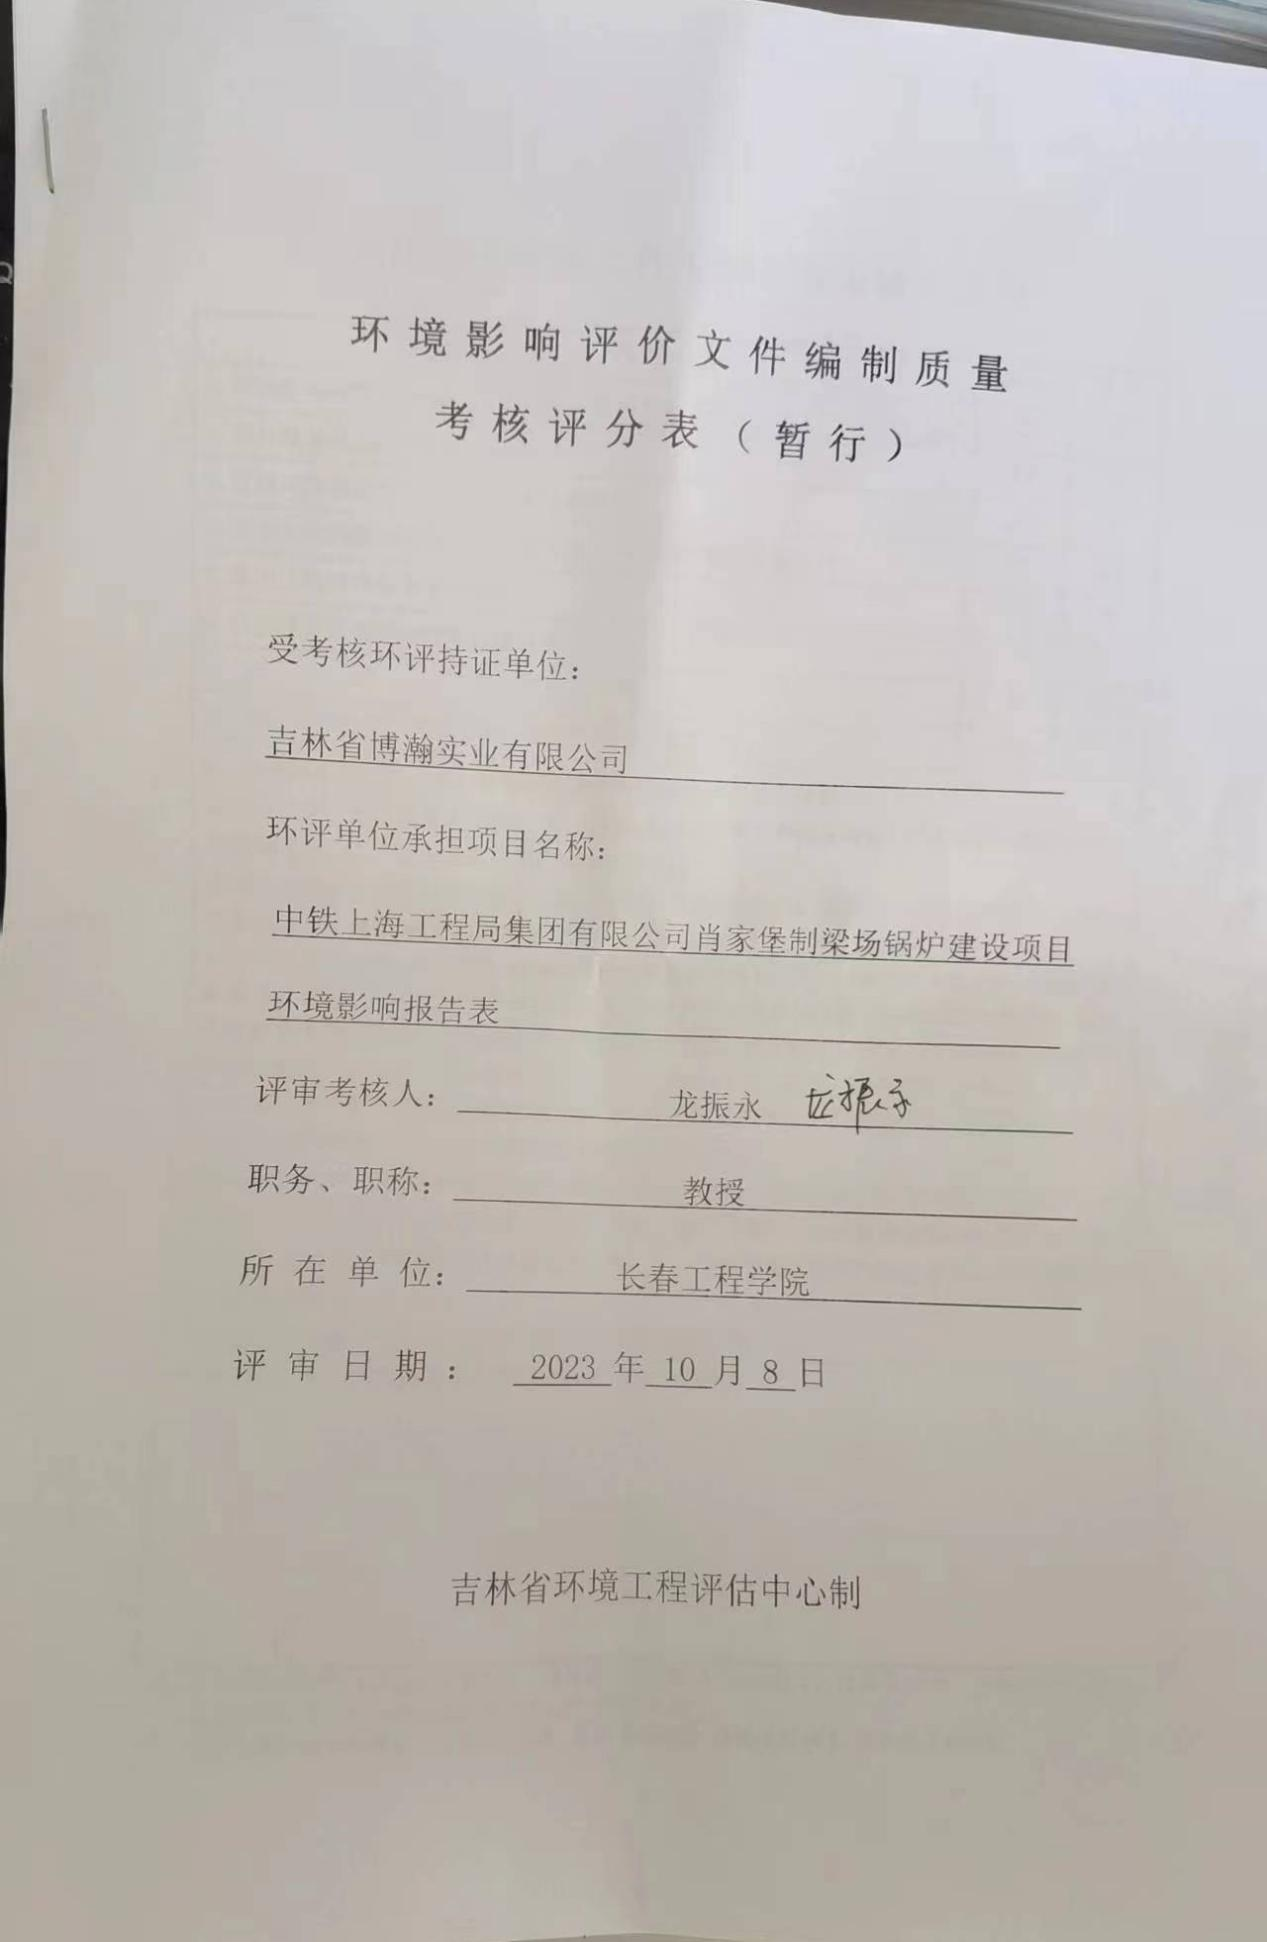 环境影响评价文件编制质量
考核评分表（暂行）
受考核环评持证单位：
吉林省博瀚实业有限公司
环评单位承担项目名称：
中铁上海工程局集团有限公司肖家堡制梁场锅炉建设项目
环境影响报告表
评审考核人： 龙振永 龙振永
职务、职称： 教授
所在单位： 长春工程学院
评审日期： 2023年10月8日
吉林省环境工程评估中心制